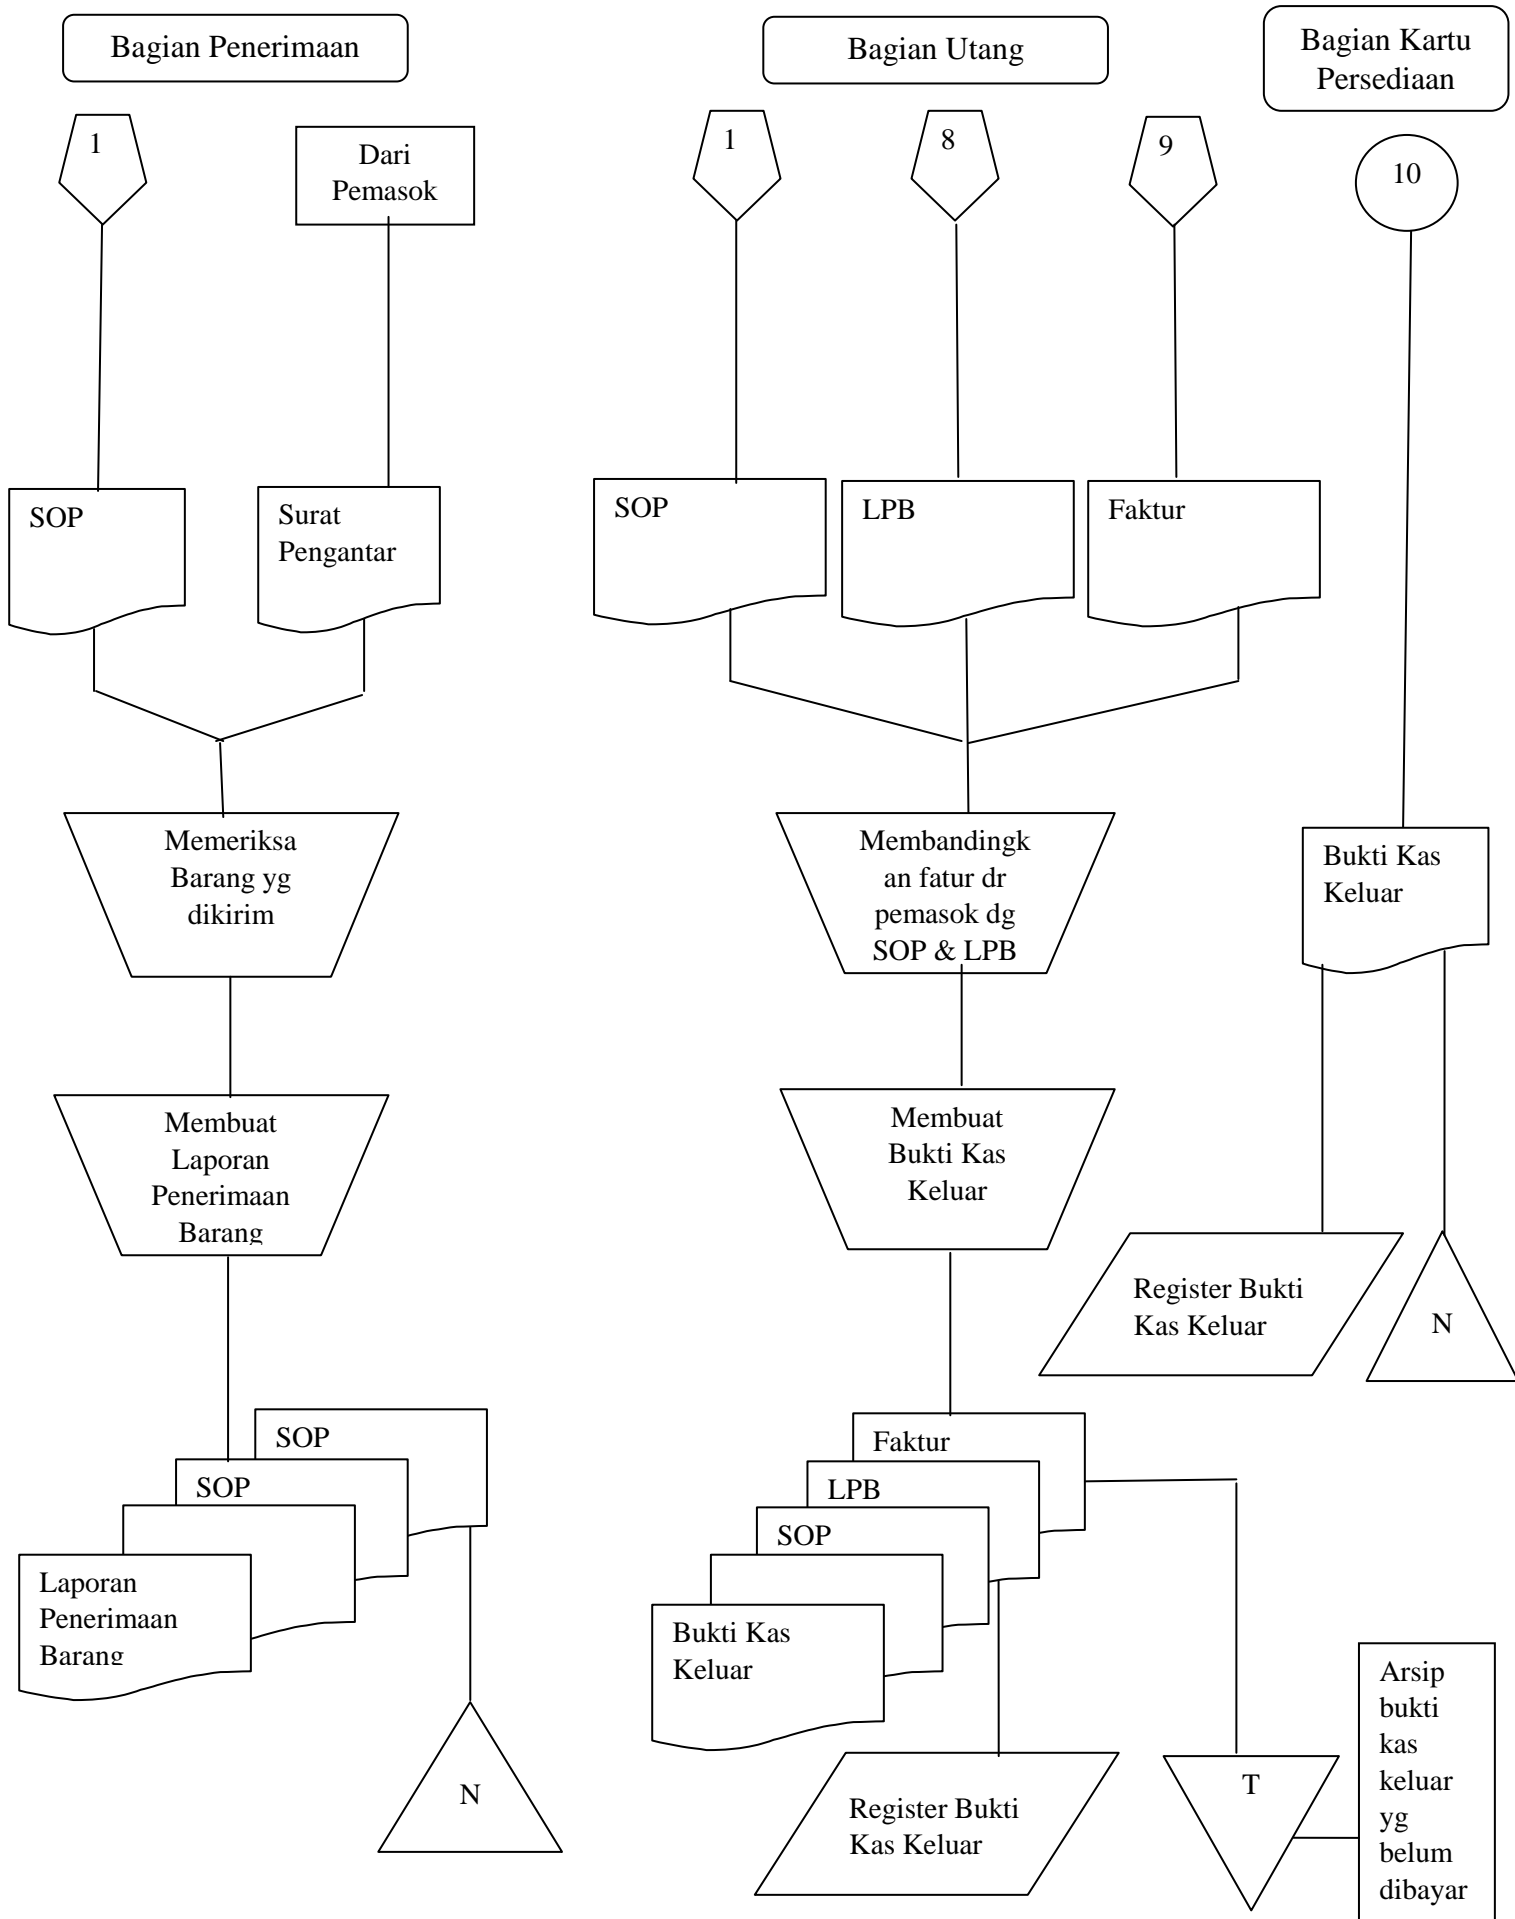 Bagian Penerimaan
Bagian Utang
Bagian Kartu
Persediaan
1
Dari
Pemasok
1
8
9
10
SOP
Surat
Pengantar
SOP
LPB
Faktur
Memeriksa
Barang yg
dikirim
Membandingk
an fatur dr
pemasok dg
SOP & LPB
Bukti Kas
Keluar
Membuat
Laporan
Penerimaan
Barang
Membuat
Bukti Kas
Keluar
Register Bukti
Kas Keluar
N
SOP
SOP
Laporan
Penerimaan
Barang
N
Faktur
LPB
SOP
Bukti Kas
Keluar
Register Bukti
Kas Keluar
T
Arsip
bukti
kas
keluar
yg
belum
dibayar